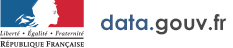 data.gouv.fr
Liberté • Égalité • Fraternité
RÉPUBLIQUE FRANÇAISE